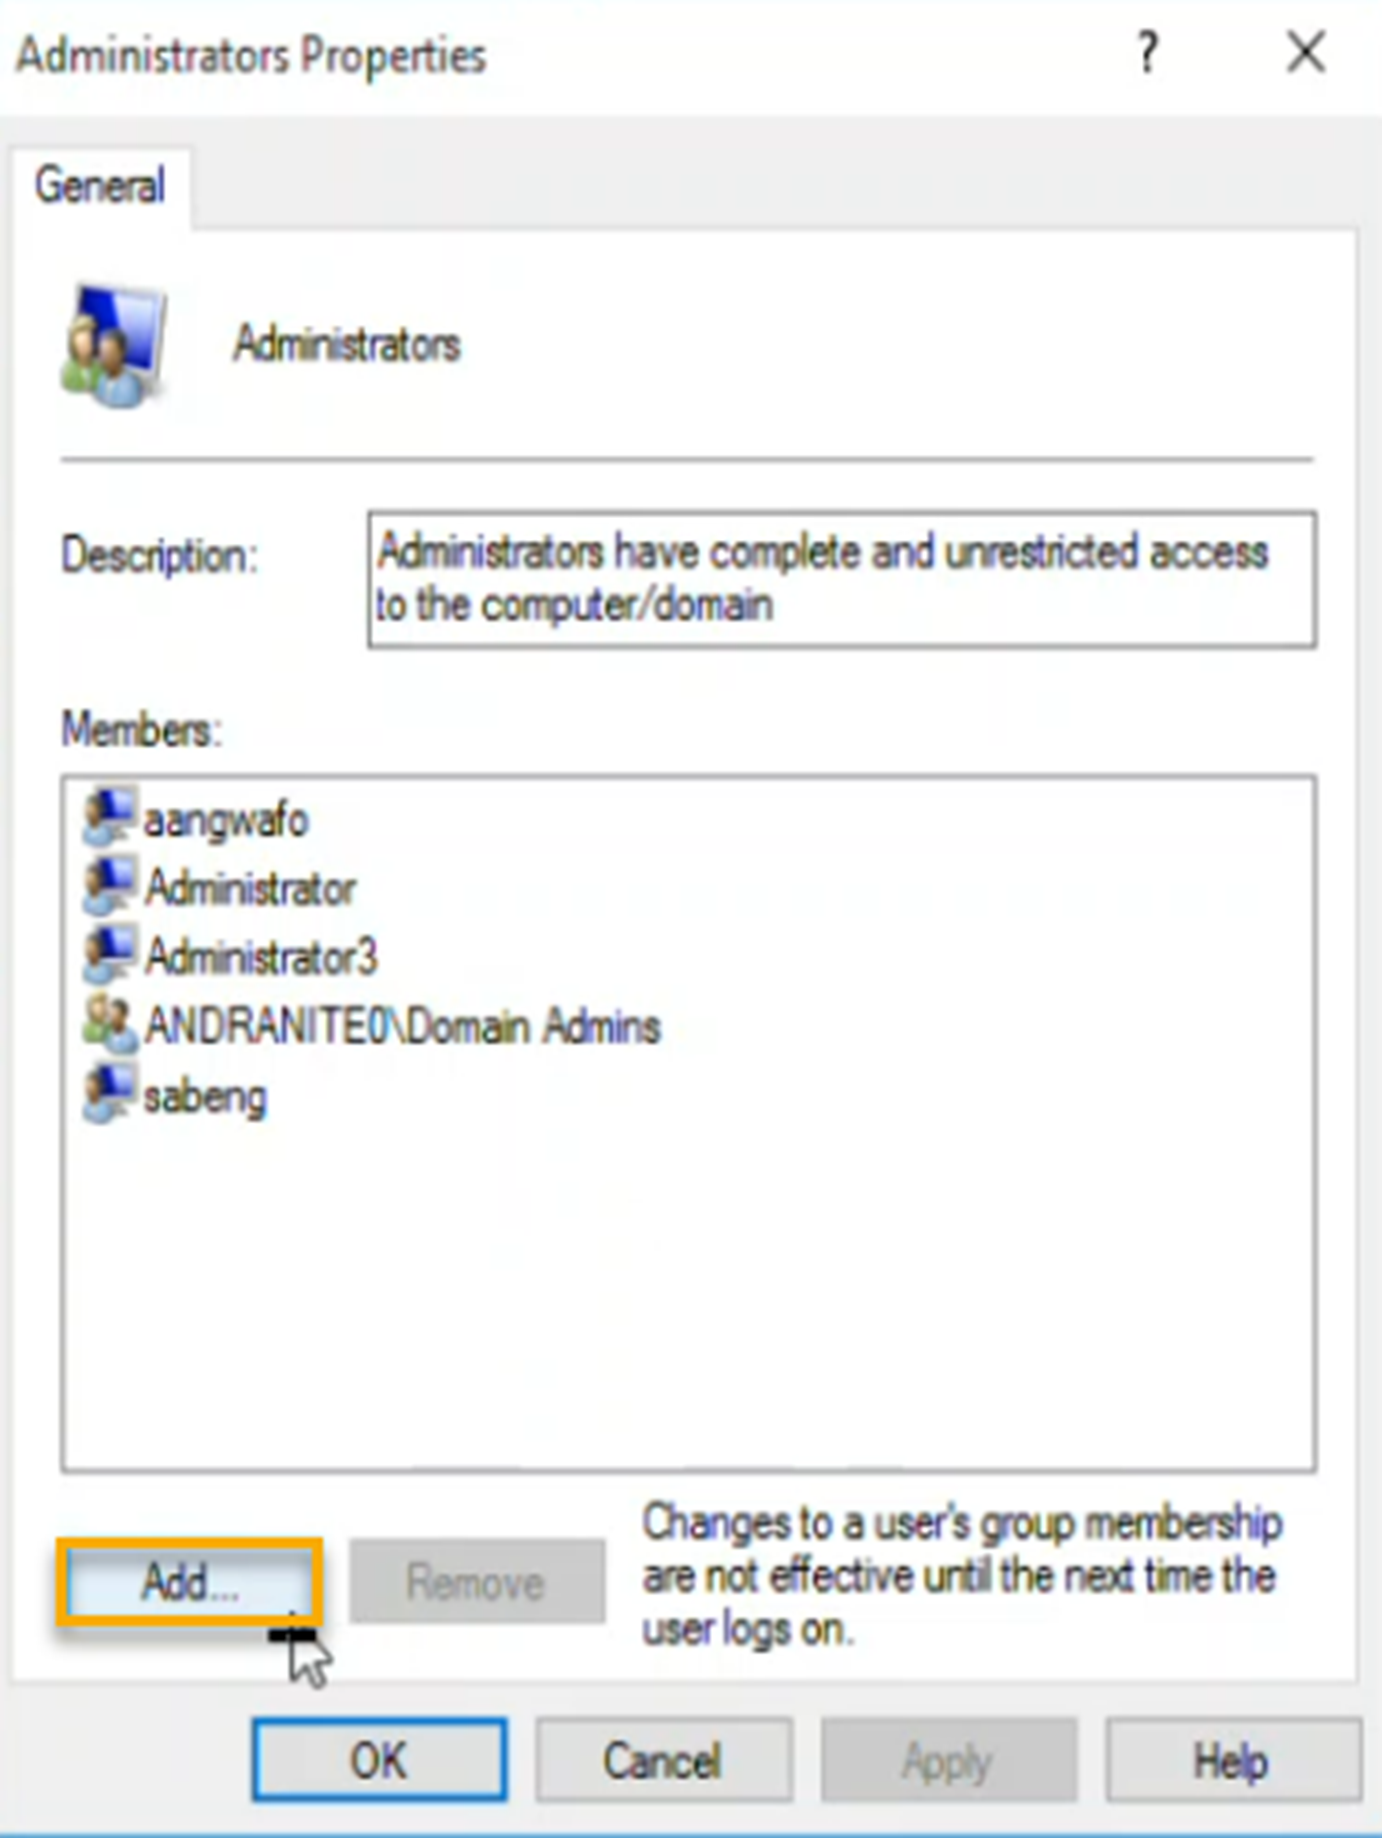 Administrators Properties
?
General
Administrators
Description:
Administrators have complete and unrestricted access
to the computer/domain
Members:
aangwafo
Administrator
Administrator3
ANDRANITE0\Domain Admins
sabeng
Add...
Remove
Changes to a user's group membership
are not effective until the next time the
user logs on.
OK
Cancel
Apply
Help